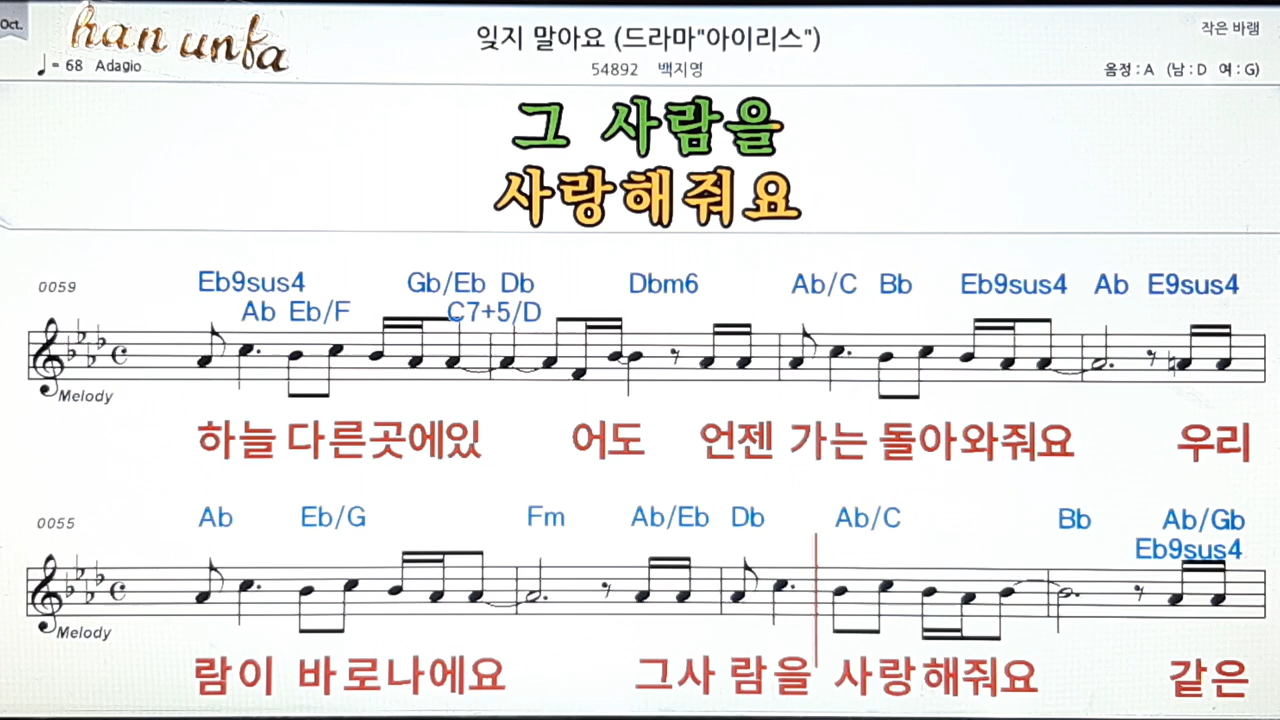 Oct.
han unfa
잊지 말아요 (드라마"아이리스")
작은 바램
♩= 68 Adagio
54892 백지영
음정 : A (남 : D 여 : G)
그 사람을
사랑해줘요
0059
Eb9sus4 Gb/Eb Db Dbm6 Ab/C Bb Eb9sus4 Ab E9sus4
Ab Eb/F C7+5/D
Melody
하늘 다른곳에있 어도 언젠 가는 돌아와줘요 우리
0055
Ab Eb/G Fm Ab/Eb Db Ab/C Bb Ab/Gb
Eb9sus4
Melody
람이 바로나에요 그사 람을 사랑해줘요 같은